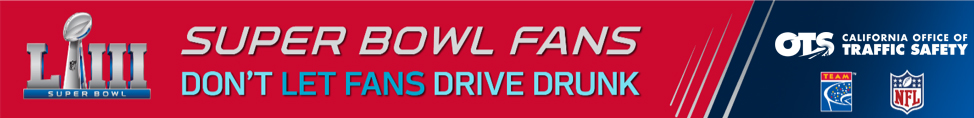 LIII
SUPER BOWL
SUPER BOWL FANS
DON'T LET FANS DRIVE DRUNK
OTS
CALIFORNIA OFFICE OF
TRAFFIC SAFETY
TEAM
NFL